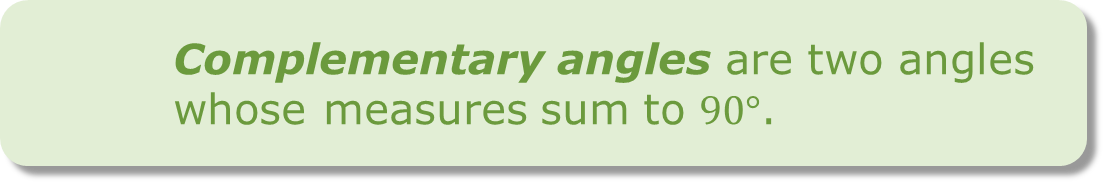 Complementary angles are two angles
whose measures sum to 90°.